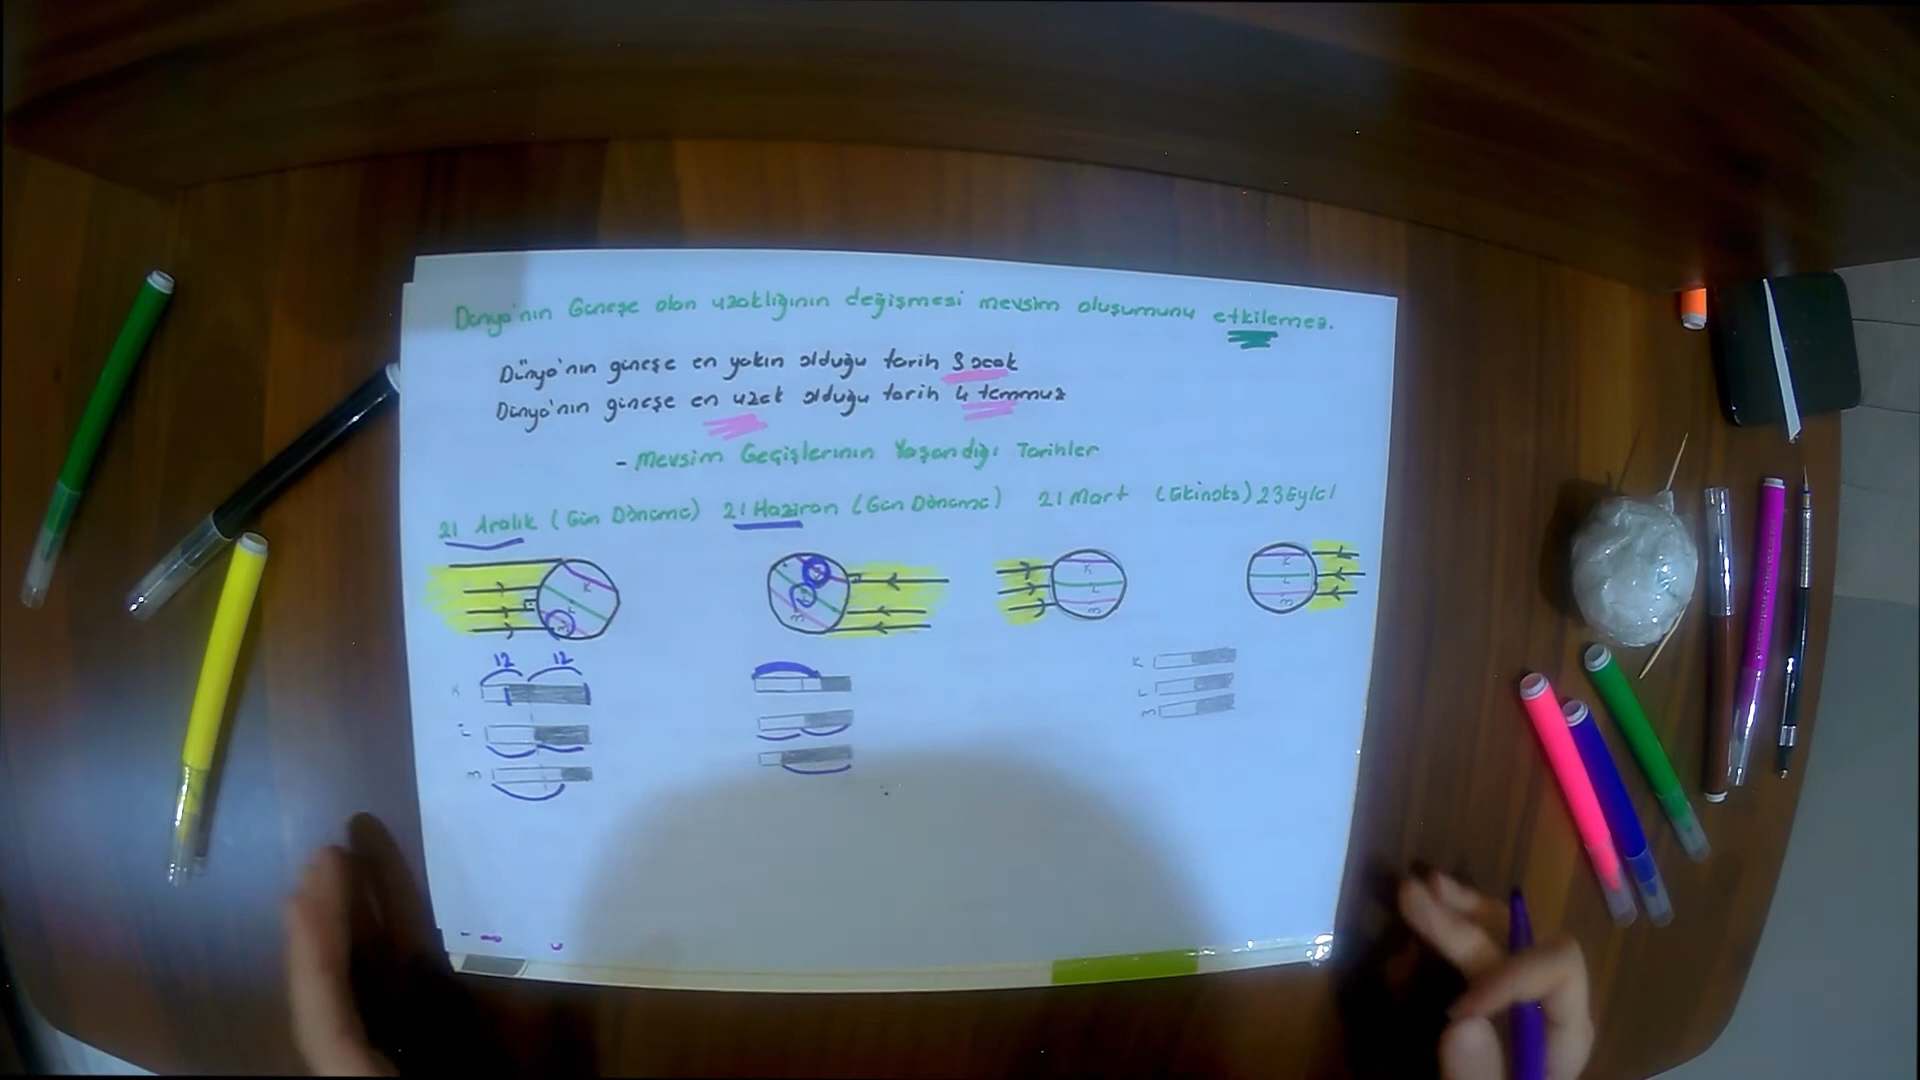 Dünya'nın Güneşe olan uzaklığının değişmesi mevsim oluşumunu etkilemez.
Dünya'nın güneşe en yakın olduğu tarih 3 ocak
Dünya'nın güneşe en uzak olduğu tarih 4 temmuz
- Mevsim Geçişlerinin Yaşandığı Tarihler
21 Aralık (Gün Dönümü) 21 Haziran (Gün Dönümü) 21 Mart (Ekinoks) 23 Eylül
K
L
M
K
L
M
K
L
M
K
L
M
12 12
K
L
M
K
L
M